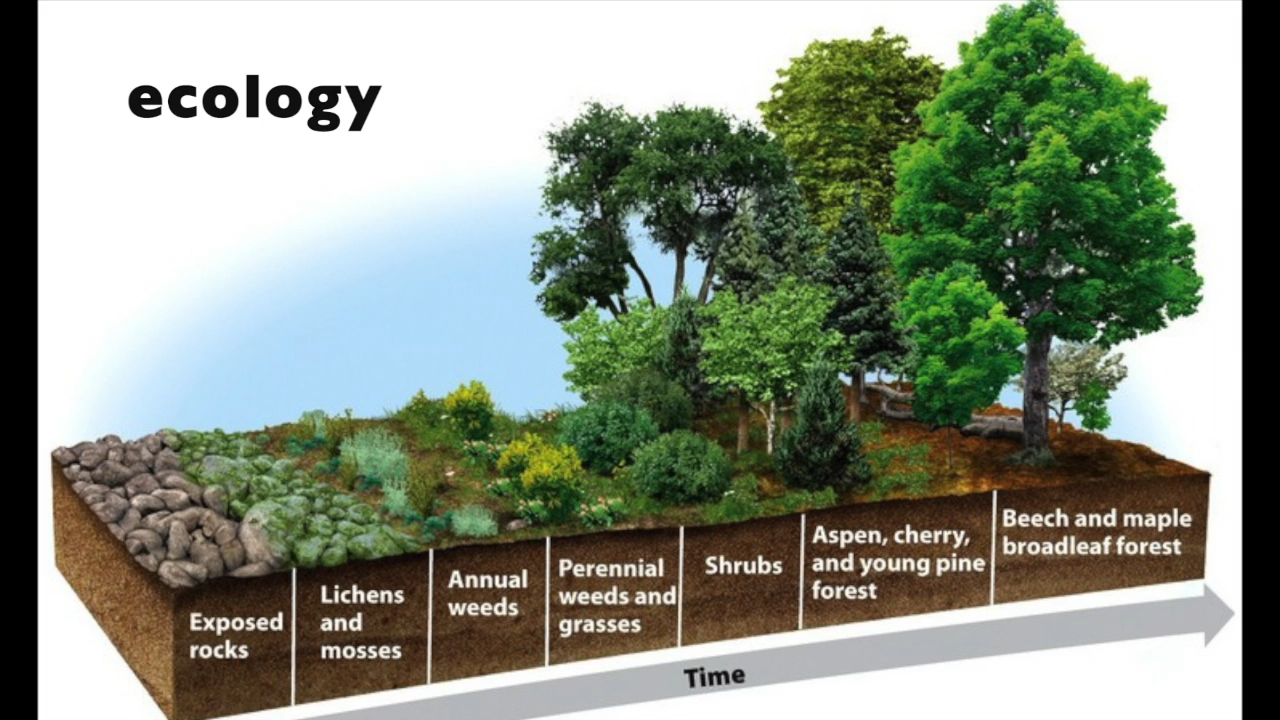 ecology
Exposed
rocks
Lichens
and
mosses
Annual
weeds
Perennial
weeds and
grasses
Shrubs
Aspen, cherry,
and young pine
forest
Beech and maple
broadleaf forest
Time